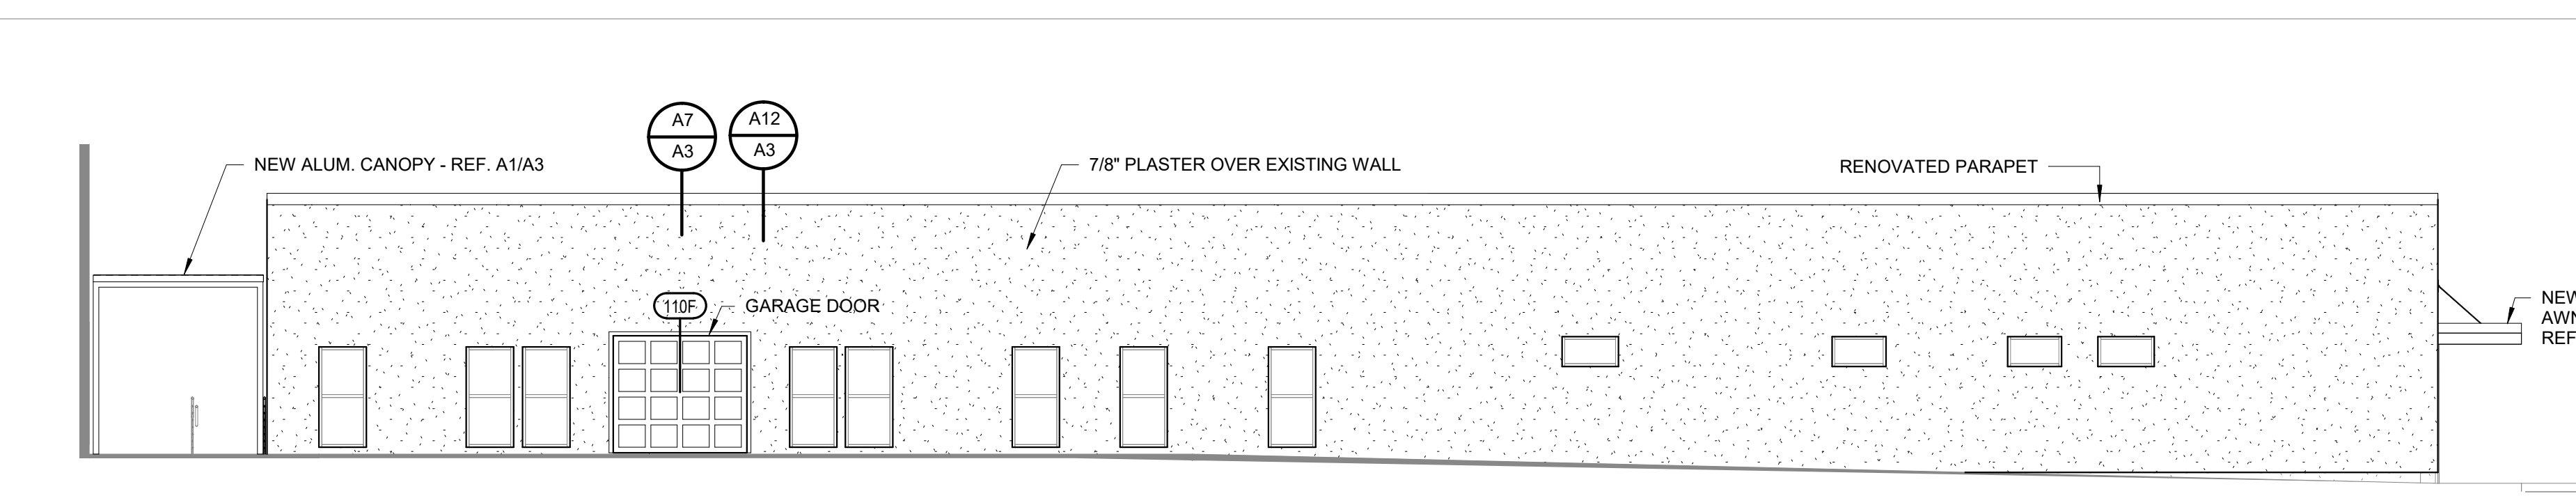 A7
A3
A12
A3
NEW ALUM. CANOPY - REF. A1/A3
7/8" PLASTER OVER EXISTING WALL
RENOVATED PARAPET
110F
GARAGE DOOR
NEW
AWN
REF